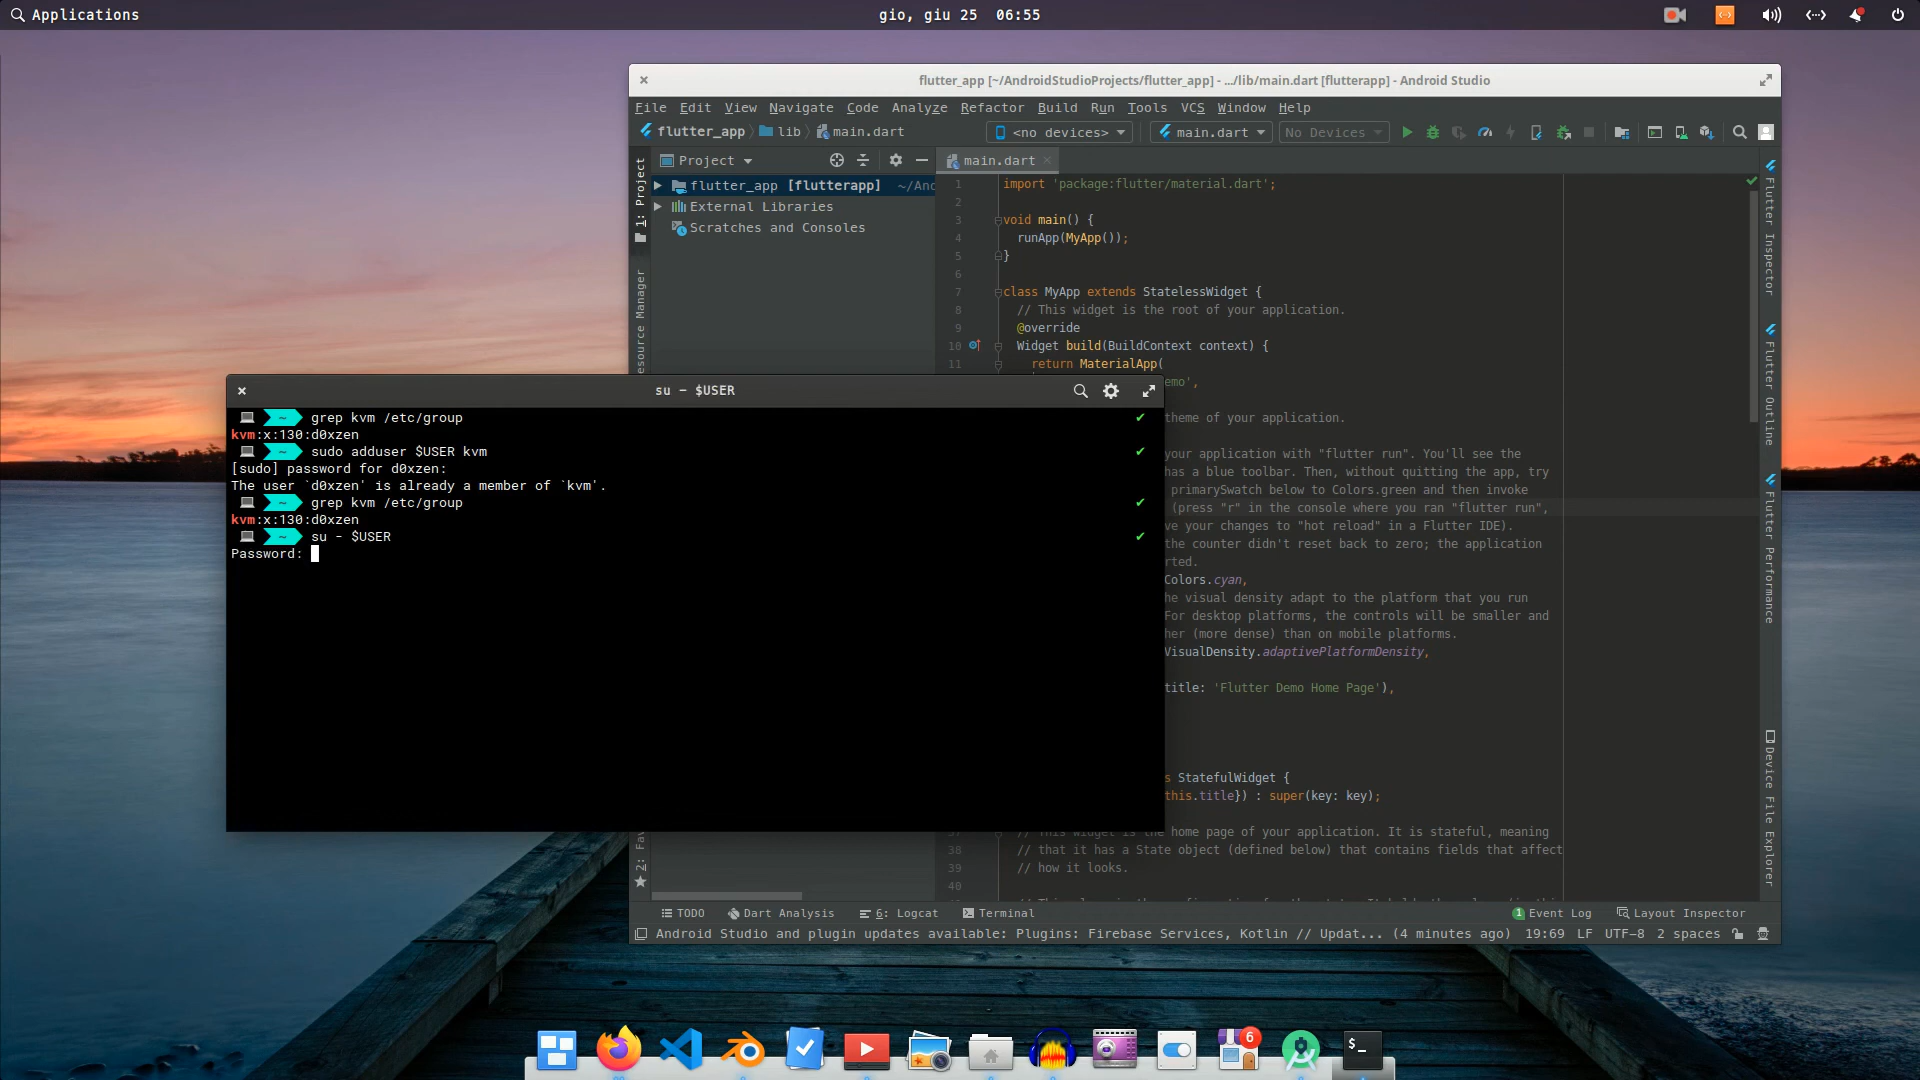 Applications
gio, giu 25 06:55
flutter_app [~/AndroidStudioProjects/flutter_app] - .../lib/main.dart [flutterapp] - Android Studio
File Edit View Navigate Code Analyze Refactor Build Run Tools VCS Window Help
flutter_app lib main.dart
<no devices> main.dart No Devices
1: Project
Project
main.dart
flutter_app [flutterapp] ~/And
External Libraries
Scratches and Consoles
esource Manager
1 import 'package:flutter/material.dart';
2
3 void main() {
4 runApp(MyApp());
5 }
6
7 class MyApp extends StatelessWidget {
8 // This widget is the root of your application.
9 @override
10 Widget build(BuildContext context) {
11 return MaterialApp(
emo',
theme of your application.
your application with "flutter run". You'll see the
has a blue toolbar. Then, without quitting the app, try
primarySwatch below to Colors.green and then invoke
(press "r" in the console where you ran "flutter run",
ve your changes to "hot reload" in a Flutter IDE).
the counter didn't reset back to zero; the application
rted.
Colors.cyan,
he visual density adapt to the platform that you run
For desktop platforms, the controls will be smaller and
her (more dense) than on mobile platforms.
VisualDensity.adaptivePlatformDensity,
title: 'Flutter Demo Home Page'),
s StatefulWidget {
this.title}) : super(key: key);
// This widget is the home page of your application. It is stateful, meaning
38 // that it has a State object (defined below) that contains fields that affect
39 // how it looks.
40
Flutter Inspector
Flutter Outline
Flutter Performance
Device File Explorer
su - $USER
~ grep kvm /etc/group
kvm:x:130:d0xzen
~ sudo adduser $USER kvm
[sudo] password for d0xzen:
The user `d0xzen' is already a member of `kvm'.
~ grep kvm /etc/group
kvm:x:130:d0xzen
~ su - $USER
Password:
2: Fa
TODO Dart Analysis 6: Logcat Terminal
1 Event Log Layout Inspector
Android Studio and plugin updates available: Plugins: Firebase Services, Kotlin // Updat... (4 minutes ago) 19:69 LF UTF-8 2 spaces
6
$_